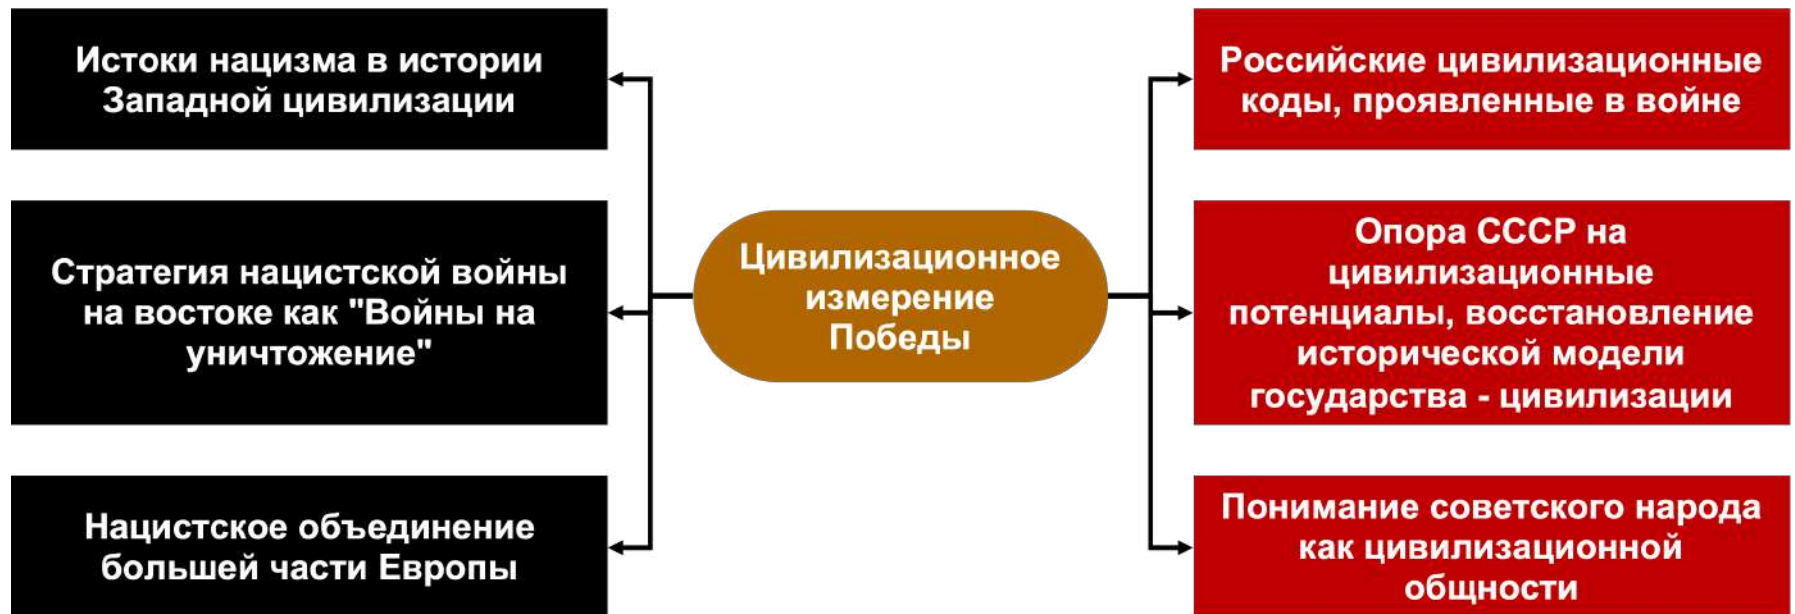 Истоки нацизма в истории
Западной цивилизации
Стратегия нацистской войны
на востоке как "Войны на
уничтожение"
Нацистское объединение
большей части Европы
Цивилизационное
измерение
Победы
Российские цивилизационные
коды, проявленные в войне
Опора СССР на
цивилизационные
потенциалы, восстановление
исторической модели
государства - цивилизации
Понимание советского народа
как цивилизационной
общности